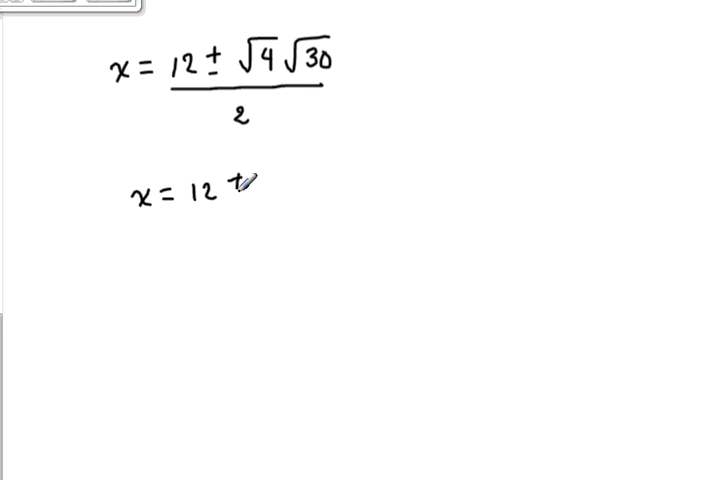 x = 12 ± √4 √30
2
x = 12 +